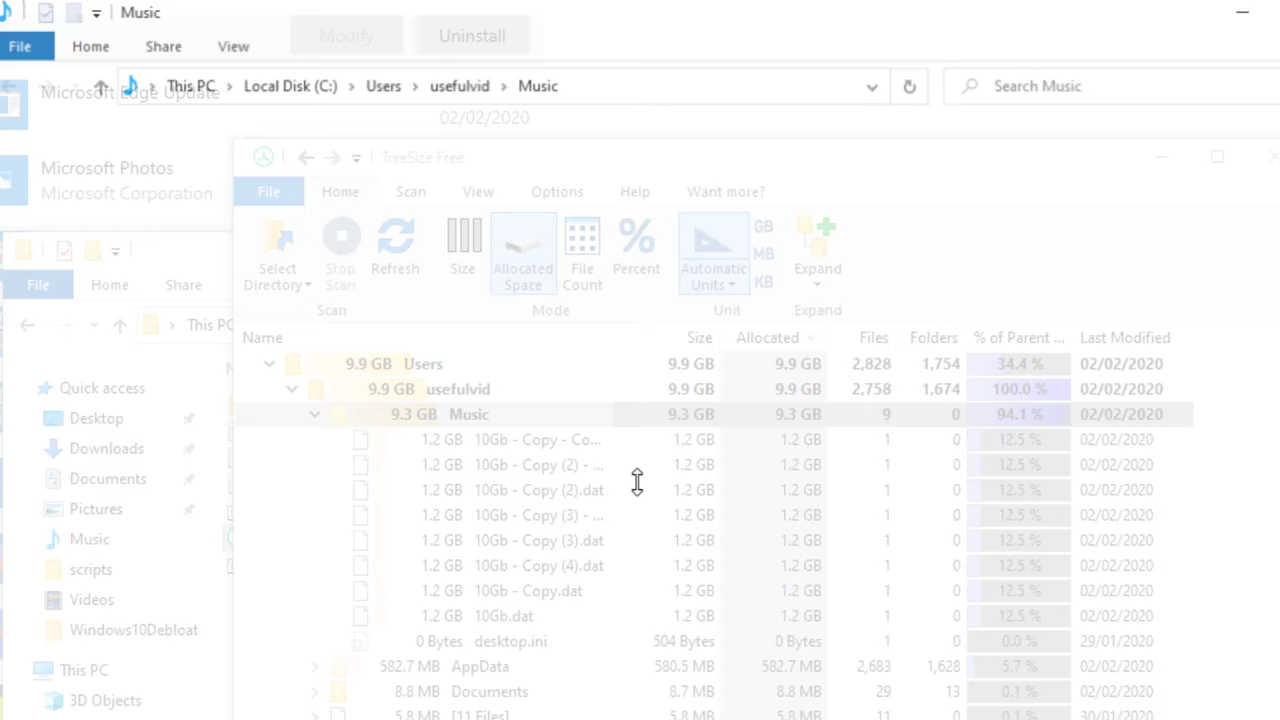 Music
File Home Share View
Modify Uninstall
This PC Local Disk (C:) Users usefulvid Music
Search Music
Microsoft Edge Update
02/02/2020
Microsoft Photos
Microsoft Corporation
TreeSize Free
File Home Scan View Options Help Want more?
Select Directory
Stop Scan
Refresh
Size
Allocated Space
File Count
Percent
Automatic Units
GB
MB
KB
Expand
Scan Mode Unit Expand
File Home Share
This PC
Quick access
Desktop
Downloads
Documents
Pictures
Music
scripts
Videos
Windows10Debloat
This PC
3D Objects
Name Size Allocated Files Folders % of Parent ... Last Modified
9.9 GB Users 9.9 GB 9.9 GB 2,828 1,754 34.4 % 02/02/2020
9.9 GB usefulvid 9.9 GB 9.9 GB 2,758 1,674 100.0 % 02/02/2020
9.3 GB Music 9.3 GB 9.3 GB 9 0 94.1 % 02/02/2020
1.2 GB 10Gb - Copy - Co... 1.2 GB 1.2 GB 1 0 12.5 % 02/02/2020
1.2 GB 10Gb - Copy (2) - ... 1.2 GB 1.2 GB 1 0 12.5 % 02/02/2020
1.2 GB 10Gb - Copy (2).dat 1.2 GB 1.2 GB 1 0 12.5 % 02/02/2020
1.2 GB 10Gb - Copy (3) - ... 1.2 GB 1.2 GB 1 0 12.5 % 02/02/2020
1.2 GB 10Gb - Copy (3).dat 1.2 GB 1.2 GB 1 0 12.5 % 02/02/2020
1.2 GB 10Gb - Copy (4).dat 1.2 GB 1.2 GB 1 0 12.5 % 02/02/2020
1.2 GB 10Gb - Copy.dat 1.2 GB 1.2 GB 1 0 12.5 % 02/02/2020
1.2 GB 10Gb.dat 1.2 GB 1.2 GB 1 0 12.5 % 02/02/2020
0 Bytes desktop.ini 504 Bytes 0 Bytes 1 0 0.0 % 29/01/2020
582.7 MB AppData 580.5 MB 582.7 MB 2,683 1,628 5.7 % 02/02/2020
8.8 MB Documents 8.7 MB 8.8 MB 29 13 0.1 % 02/02/2020
5.8 MB [11 Files] 5.8 MB 5.8 MB 11 0 0.1 % 30/01/2020